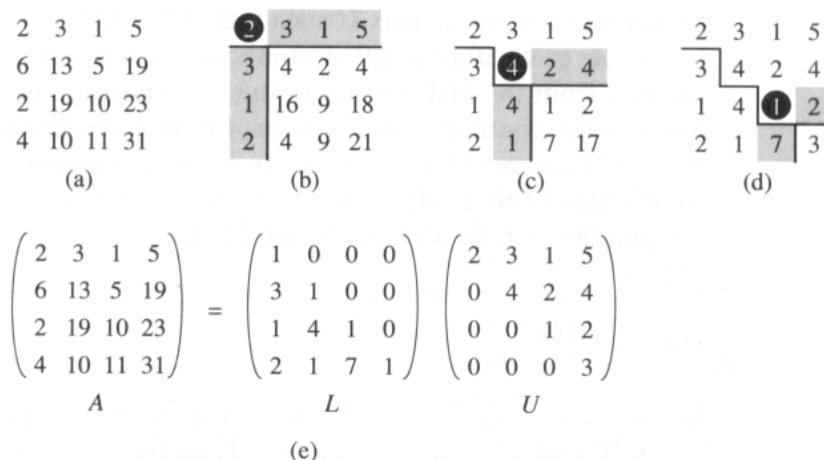 2 3 1 5
6 13 5 19
2 19 10 23
4 10 11 31
(a)
2 3 1 5
3 4 2 4
1 16 9 18
2 4 9 21
(b)
2 3 1 5
3 4 2 4
1 4 1 2
2 1 7 17
(c)
2 3 1 5
3 4 2 4
1 4 1 2
2 1 7 3
(d)
2 3 1 5
6 13 5 19
2 19 10 23
4 10 11 31
A
=
1 0 0 0
3 1 0 0
1 4 1 0
2 1 7 1
L
2 3 1 5
0 4 2 4
0 0 1 2
0 0 0 3
U
(e)